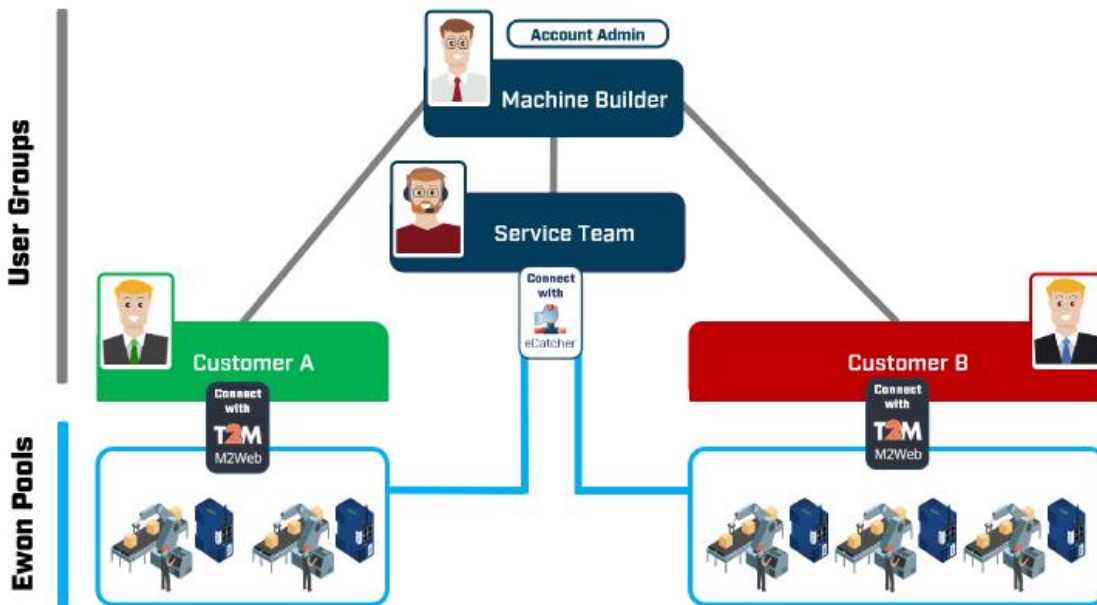 Account Admin
Machine Builder
User Groups
Service Team
Connect
with
eCatcher
Customer A
Customer B
Connect
with
T2M
M2Web
Connect
with
T2M
M2Web
Ewon Pools